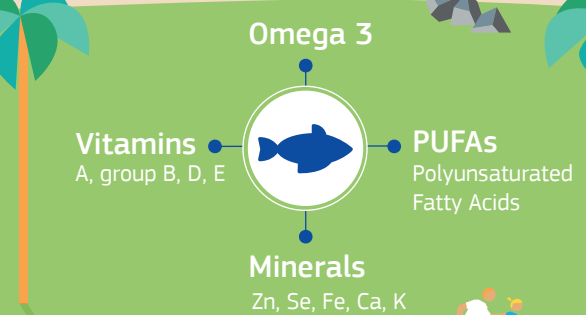 Omega 3
Vitamins
A, group B, D, E
PUFAs
Polyunsaturated
Fatty Acids
Minerals
Zn, Se, Fe, Ca, K